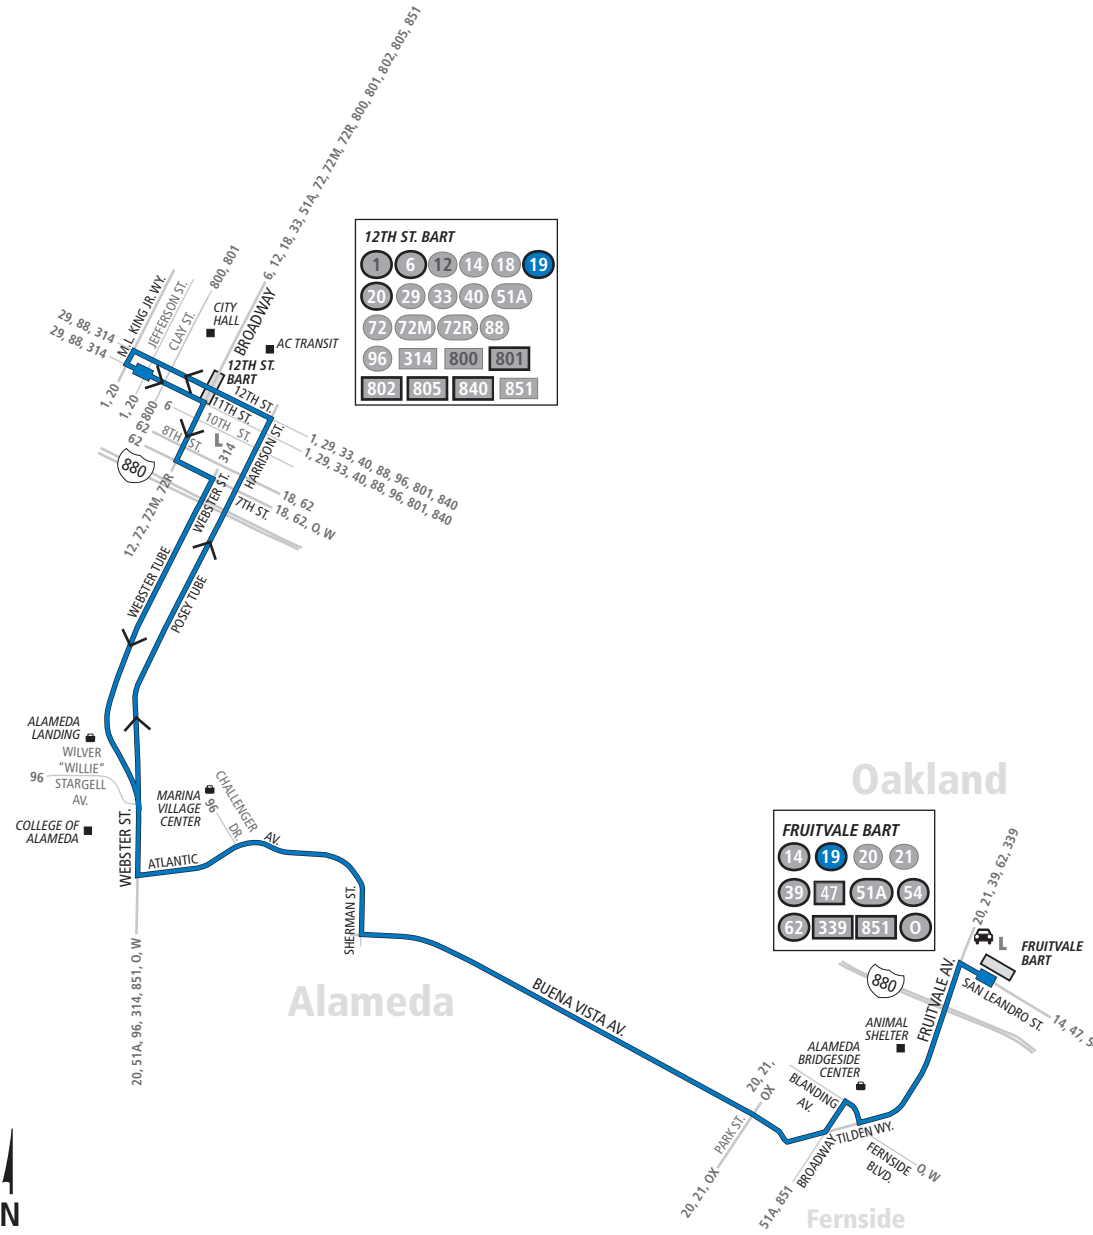 6, 12, 18, 33, 51A, 72, 72M, 72R, 800, 801, 802, 805, 851
12TH ST. BART
1 6 12 14 18 19
20 29 33 40 51A
72 72M 72R 88
96 314 800 801
802 805 840 851
800, 801
M.L KING JR.WY.
JEFFERSON ST.
CLAY ST.
CITY
HALL
BROADWAY
AC TRANSIT
29, 88, 314
29, 88, 314
12TH ST.
BART
12TH ST.
11TH ST.
10TH ST.
1, 20
1, 20
800
6
62
62
8TH ST.
L
314
HARRISON ST.
1, 29, 33, 40, 88, 96, 801, 840
1, 29, 33, 40, 88, 96, 801, 840
880
12, 72, 72M, 72R
WEBSTER ST.
7TH ST.
18, 62
18, 62, O, W
WEBSTER TUBE
POSEY TUBE
ALAMEDA
LANDING
WILVER
"WILLIE"
STARGELL
AV.
96
COLLEGE OF
ALAMEDA
MARINA
VILLAGE
CENTER
CHALLENGER
DR.
96
WEBSTER ST.
ATLANTIC
AV.
SHERMAN ST.
20, 51A, 96, 314, 851, O, W
Alameda
BUENA VISTA AV.
Oakland
FRUITVALE BART
14 19 20 21
39 47 51A 54
62 339 851 O
20, 21, 39, 62, 339
L
FRUITVALE
BART
FRUITVALE AV.
SAN LEANDRO ST.
14, 47, 5
880
ANIMAL
SHELTER
ALAMEDA
BRIDGESIDE
CENTER
BLANDING
AV.
20, 21,
OX
PARK ST.
20, 21, OX
BROADWAY
TILDEN WY.
FERNSIDE
BLVD.
O, W
51A, 851
Fernside
N